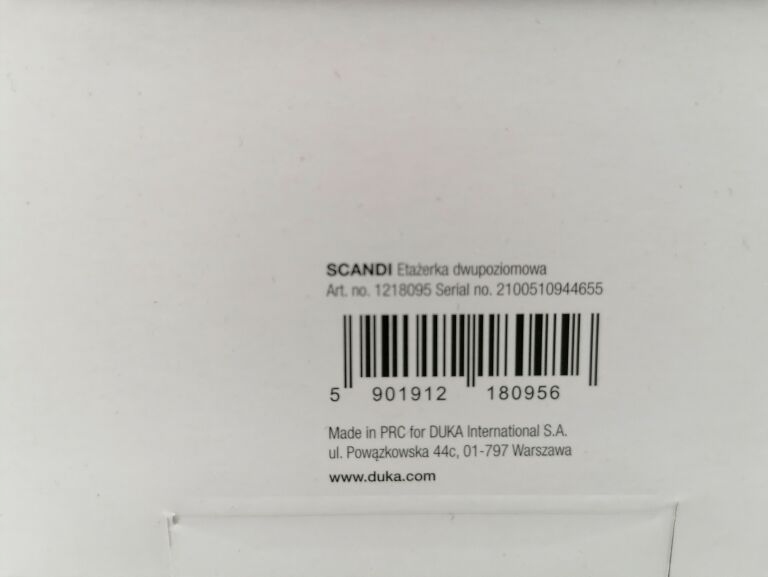 SCANDI Etażerka dwupoziomowa
Art. no. 1218095 Serial no. 2100510944655
5 901912 180956
Made in PRC for DUKA International S.A.
ul. Powązkowska 44c, 01-797 Warszawa
www.duka.com